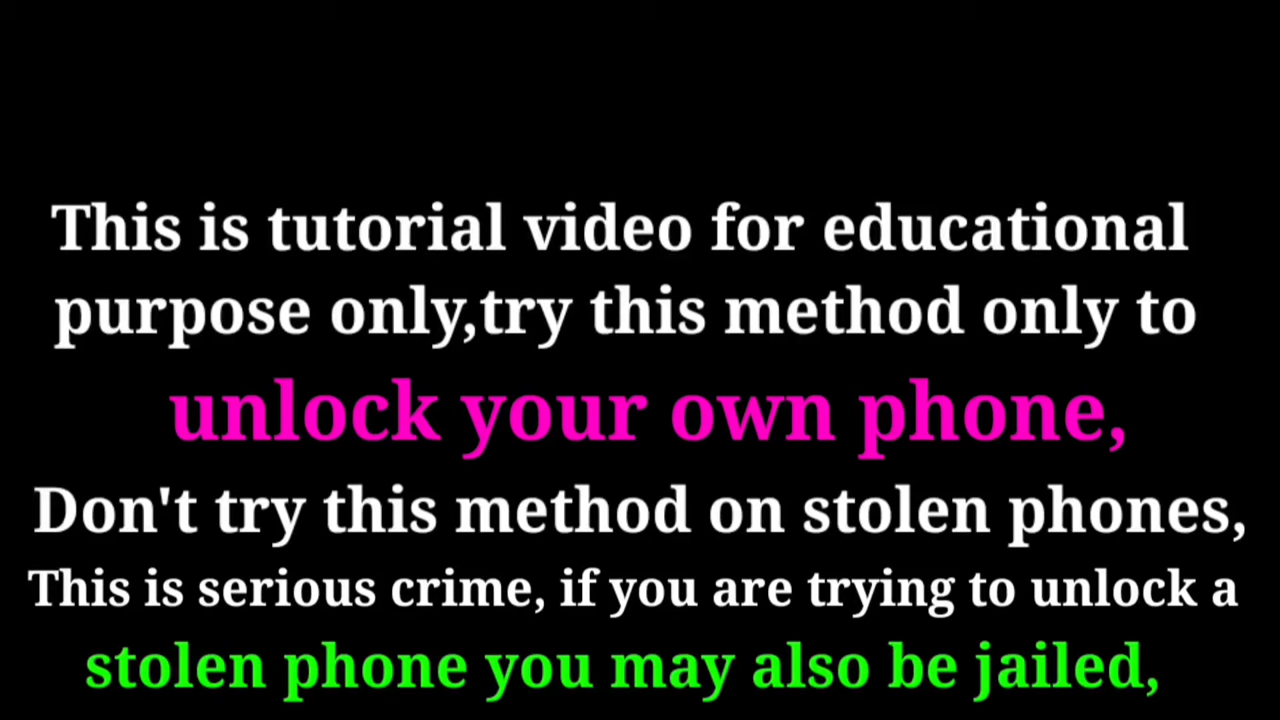 This is tutorial video for educational
purpose only,try this method only to
unlock your own phone,
Don't try this method on stolen phones,
This is serious crime, if you are trying to unlock a
stolen phone you may also be jailed,